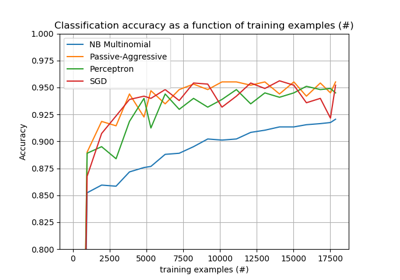 Classification accuracy as a function of training examples (#)
1.000
0.975
0.950
0.925
0.900
0.875
0.850
0.825
0.800
Accuracy
NB Multinomial
Passive-Aggressive
Perceptron
SGD
0 2500 5000 7500 10000 12500 15000 17500
training examples (#)